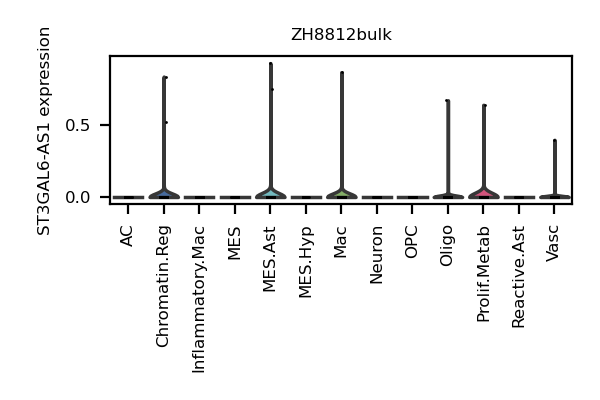 ZH8812bulk
ST3GAL6-AS1 expression
0.5
0.0
AC
Chromatin.Reg
Inflammatory.Mac
MES
MES.Ast
MES.Hyp
Mac
Neuron
OPC
Oligo
Prolif.Metab
Reactive.Ast
Vasc